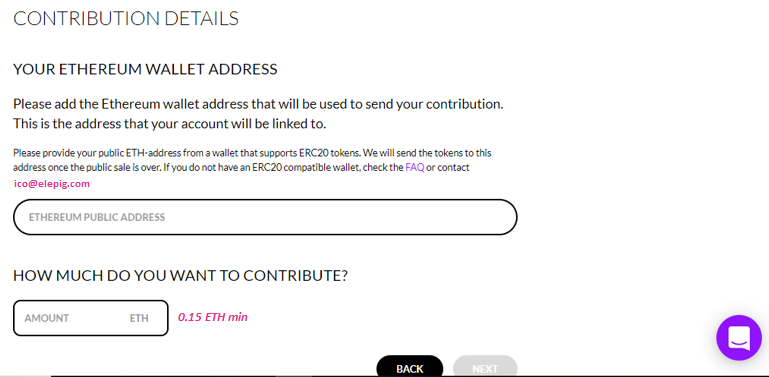 CONTRIBUTION DETAILS
YOUR ETHEREUM WALLET ADDRESS
Please add the Ethereum wallet address that will be used to send your contribution.
This is the address that your account will be linked to.
Please provide your public ETH-address from a wallet that supports ERC20 tokens. We will send the tokens to this
address once the public sale is over. If you do not have an ERC20 compatible wallet, check the FAQ or contact
ico@elepig.com
ETHEREUM PUBLIC ADDRESS
HOW MUCH DO YOU WANT TO CONTRIBUTE?
AMOUNT ETH 0.15 ETH min
BACK NEXT